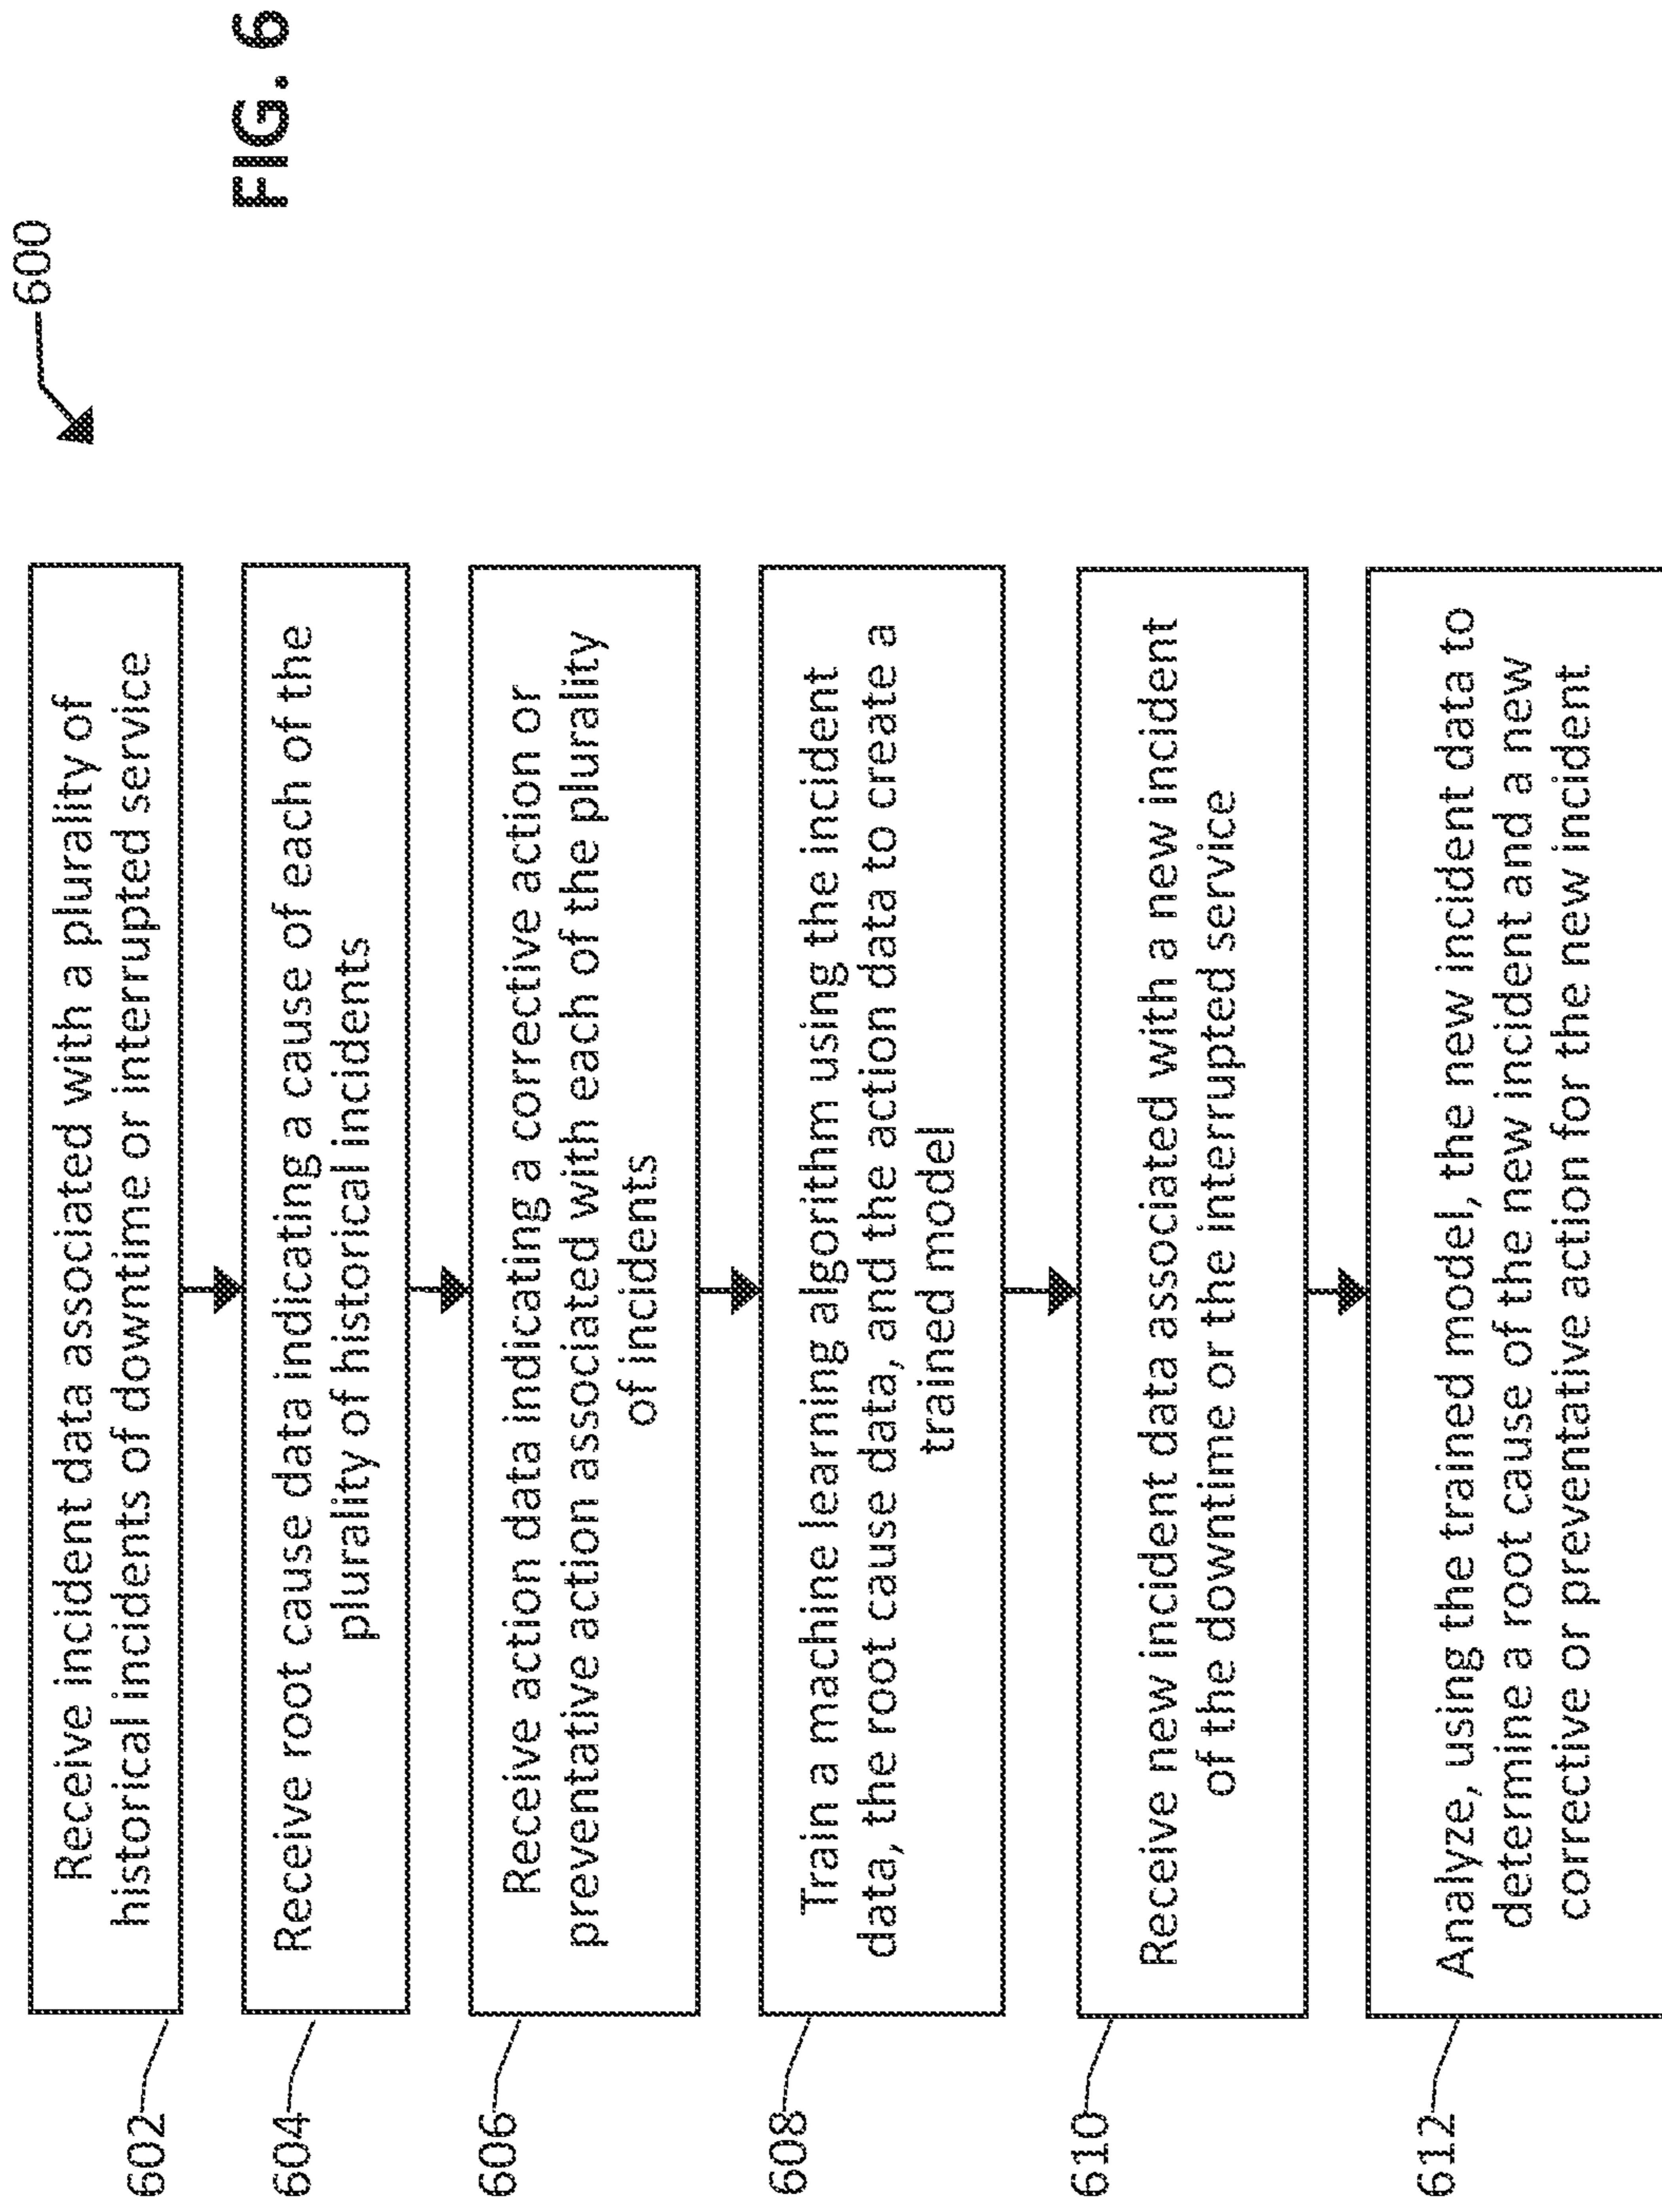 600
FIG. 6
602
Receive incident data associated with a plurality of
historical incidents of downtime or interrupted service
604
Receive root cause data indicating a cause of each of the
plurality of historical incidents
606
Receive action data indicating a corrective action or
preventative action associated with each of the plurality
of incidents
608
Train a machine learning algorithm using the incident
data, the root cause data, and the action data to create a
trained model
610
Receive new incident data associated with a new incident
of the downtime or the interrupted service
612
Analyze, using the trained model, the new incident data to
determine a root cause of the new incident and a new
corrective or preventative action for the new incident